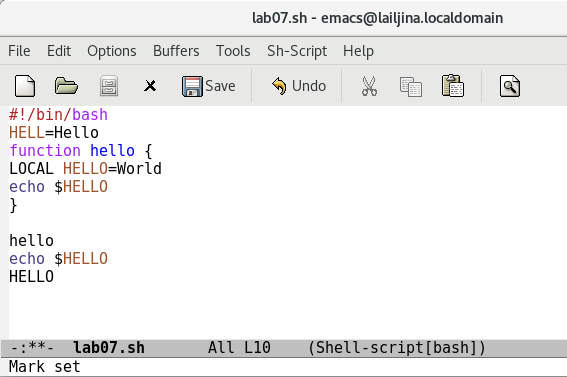 lab07.sh - emacs@lailjina.localdomain
File Edit Options Buffers Tools Sh-Script Help
Save Undo
#!/bin/bash
HELL=Hello
function hello {
LOCAL HELLO=World
echo $HELLO
}
hello
echo $HELLO
HELLO
-:**- lab07.sh All L10 (Shell-script[bash])
Mark set